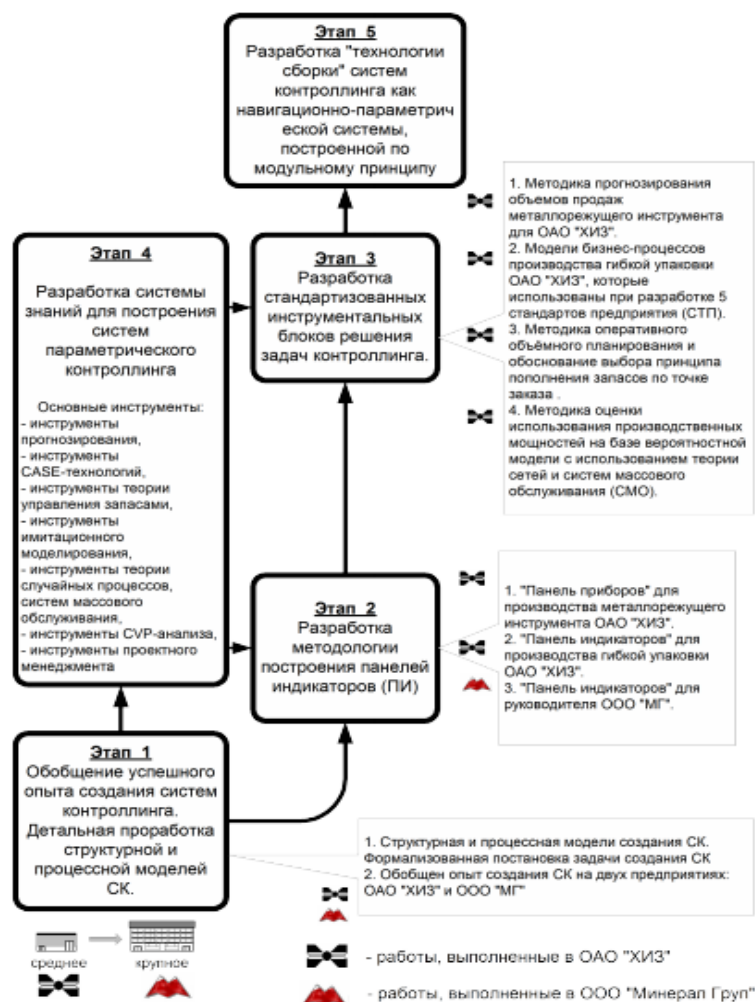 Этап 5
Разработка "технологии
сборки" систем
контроллинга как
навигационно-параметрич
еской системы,
построенной по
модульному принципу
Этап 4
Разработка системы
знаний для построения
систем
параметрического
контроллинга
Основные инструменты:
- инструменты
прогнозирования,
- инструменты
CASE-технологий,
- инструменты теории
управления запасами,
- инструменты
имитационного
моделирования,
- инструменты теории
случайных процессов,
систем массового
обслуживания,
- инструменты CVP-анализа,
- инструменты проектного
менеджмента
Этап 3
Разработка
стандартизованных
инструментальных
блоков решения
задач контроллинга.
1. Методика прогнозирования
объемов продаж
металлорежущего инструмента
для ОАО "ХИЗ".
2. Модели бизнес-процессов
производства гибкой упаковки
ОАО "ХИЗ", которые
использованы при разработке 5
стандартов предприятия (СТП).
3. Методика оперативного
объёмного планирования и
обоснование выбора принципа
пополнения запасов по точке
заказа .
4. Методика оценки
использования производственных
мощностей на базе вероятностной
модели с использованием теории
сетей и систем массового
обслуживания (СМО).
Этап 2
Разработка
методологии
построения панелей
индикаторов (ПИ)
1. "Панель приборов" для
производства металлорежущего
инструмента ОАО "ХИЗ".
2. "Панель индикаторов" для
производства гибкой упаковки
ОАО "ХИЗ".
3. "Панель индикаторов" для
руководителя ООО "МГ".
Этап 1
Обобщение успешного
опыта создания систем
контроллинга.
Детальная проработка
структурной и
процессной моделей
СК.
1. Структурная и процессная модели создания СК.
Формализованная постановка задачи создания СК
2. Обобщен опыт создания СК на двух предприятиях:
ОАО "ХИЗ" и ООО "МГ"
среднее крупное
- работы, выполненные в ОАО "ХИЗ"
- работы, выполненные в ООО "Минерал Груп"